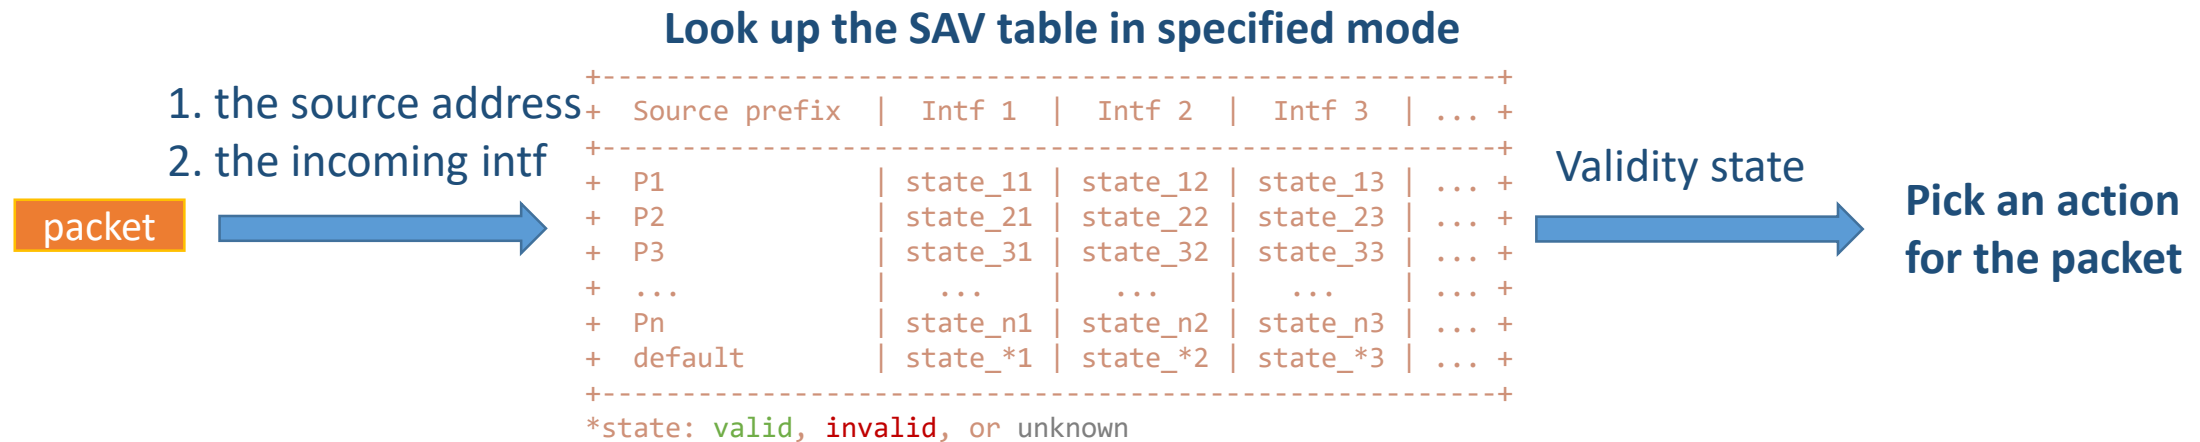 Look up the SAV table in specified mode
1. the source address
2. the incoming intf
packet
+--------------------------------------------------------+
+  Source prefix  |  Intf 1  |  Intf 2  |  Intf 3  | ... +
+--------------------------------------------------------+
+  P1             | state_11 | state_12 | state_13 | ... +
+  P2             | state_21 | state_22 | state_23 | ... +
+  P3             | state_31 | state_32 | state_33 | ... +
+  ...            |   ...    |   ...    |   ...    | ... +
+  Pn             | state_n1 | state_n2 | state_n3 | ... +
+  default        | state_*1 | state_*2 | state_*3 | ... +
+--------------------------------------------------------+
*state: valid, invalid, or unknown
Validity state
Pick an action
for the packet